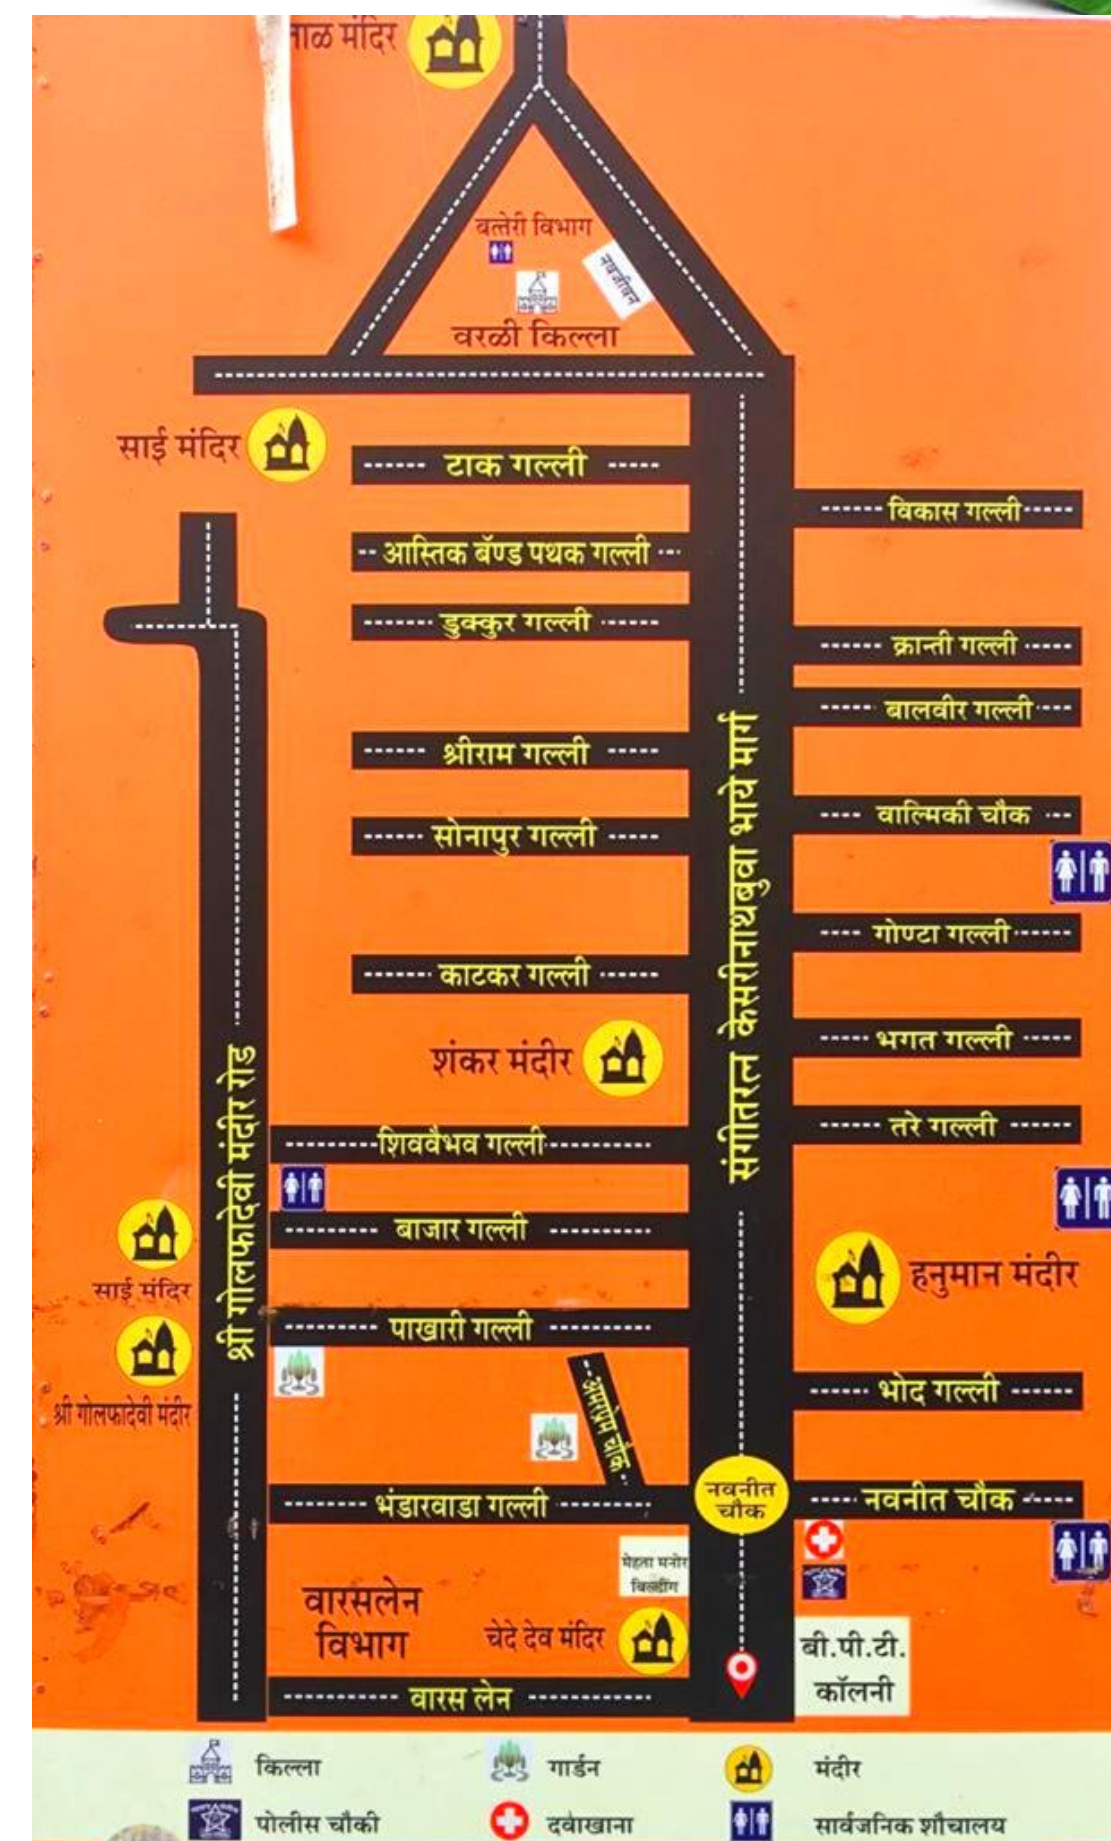 मंदिर
बत्तेरी विभाग
नवजीवन
वरळी किल्ला
साई मंदिर
टाक गल्ली
विकास गल्ली
आस्तिक बॅण्ड पथक गल्ली
डुक्कुर गल्ली
क्रान्ती गल्ली
बालवीर गल्ली
श्रीराम गल्ली
वाल्मिकी चौक
सोनापुर गल्ली
संगीतरत्न केसरीनाथबुवा भाये मार्ग
गोण्टा गल्ली
काटकर गल्ली
भगत गल्ली
शंकर मंदीर
तरे गल्ली
शिववैभव गल्ली
श्री गोलफादेवी मंदीर रोड
बाजार गल्ली
साई मंदिर
हनुमान मंदीर
पाखारी गल्ली
श्री गोलफादेवी मंदीर
भोद गल्ली
चौक
नवनीत
चौक
भंडारवाडा गल्ली
नवनीत चौक
मेहता मनोर
बिल्डींग
वारसलेन
विभाग
चेदे देव मंदिर
बी.पी.टी.
कॉलनी
वारस लेन
किल्ला
गार्डन
मंदीर
पोलीस चौकी
दवाखाना
सार्वजनिक शौचालय